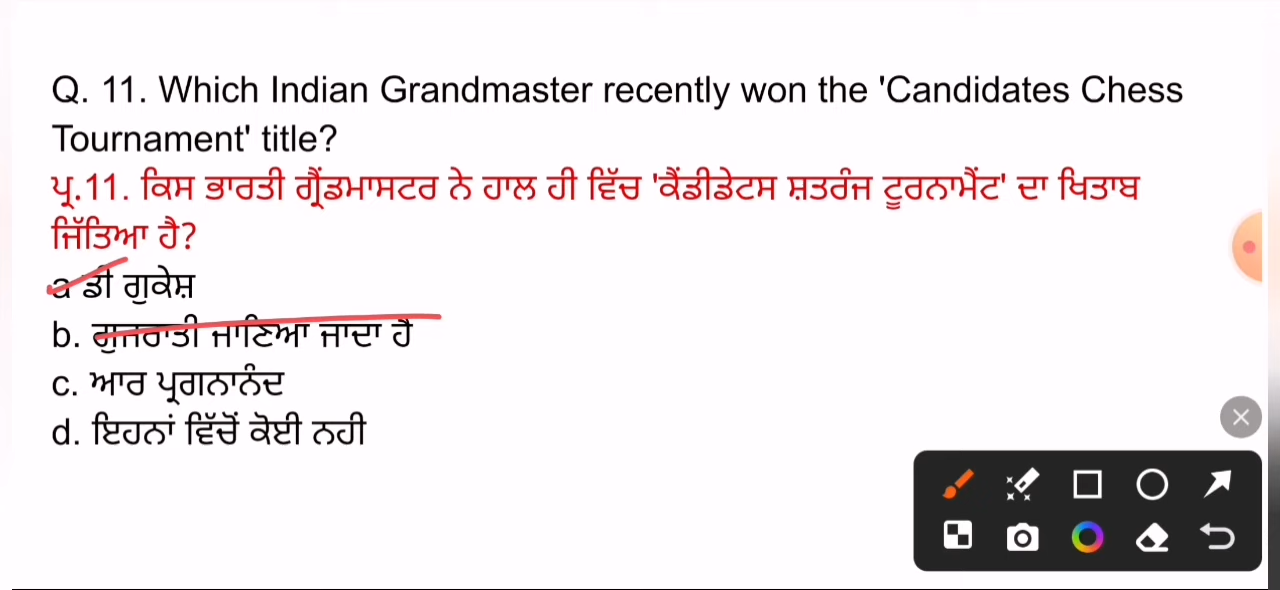 Q. 11. Which Indian Grandmaster recently won the 'Candidates Chess
Tournament' title?
ਪ੍ਰ.11. ਕਿਸ ਭਾਰਤੀ ਗ੍ਰੈਂਡਮਾਸਟਰ ਨੇ ਹਾਲ ਹੀ ਵਿੱਚ 'ਕੈਂਡੀਡੇਟਸ ਸ਼ਤਰੰਜ ਟੂਰਨਾਮੈਂਟ' ਦਾ ਖਿਤਾਬ
ਜਿੱਤਿਆ ਹੈ?
a ਡੀ ਗੁਕੇਸ਼
b. ਗੁਜਰਾਤੀ ਜਾਣਿਆ ਜਾਦਾ ਹੈ
c. ਆਰ ਪ੍ਰਗਨਾਨੰਦ
d. ਇਹਨਾਂ ਵਿੱਚੋਂ ਕੋਈ ਨਹੀ